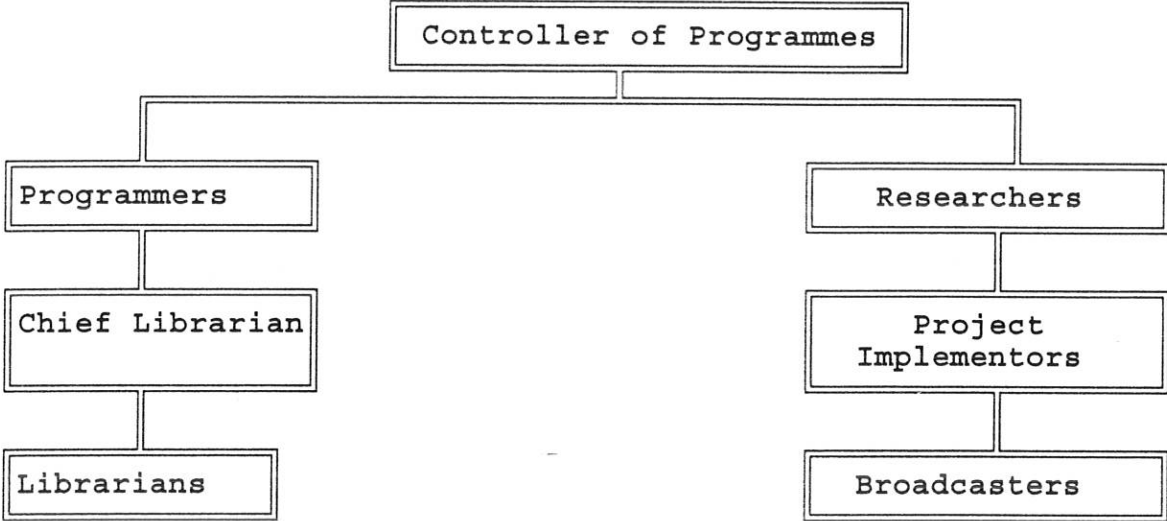 Controller of Programmes
Programmers
Researchers
Chief Librarian
Project
Implementors
Librarians
Broadcasters